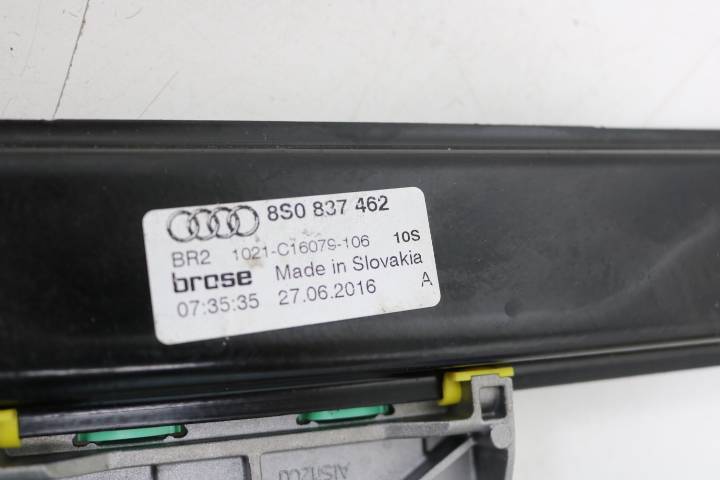 8S0 837 462
BR2 1021-C16079-106 10S
brose Made in Slovakia
07:35:35 27.06.2016 A